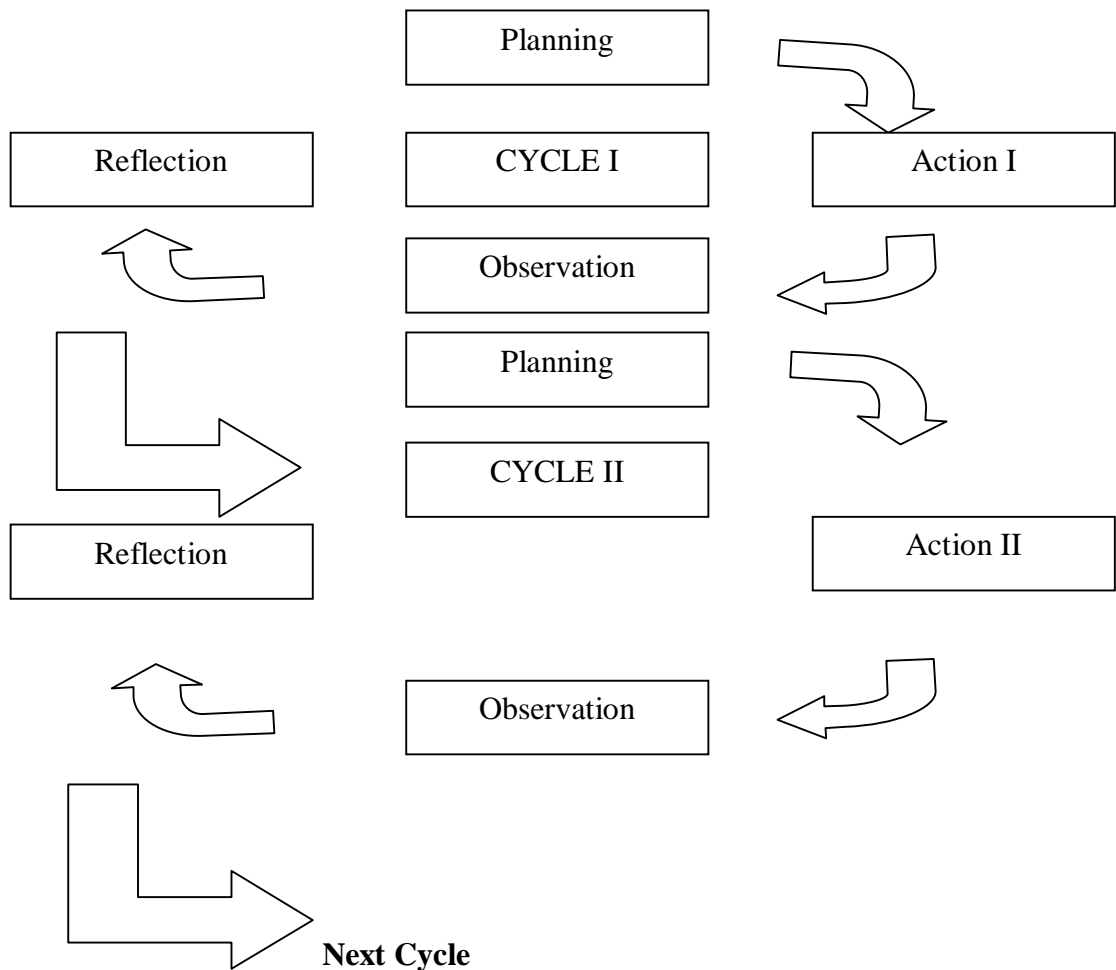 Planning
Reflection
CYCLE I
Action I
Observation
Planning
CYCLE II
Reflection
Action II
Observation
Next Cycle